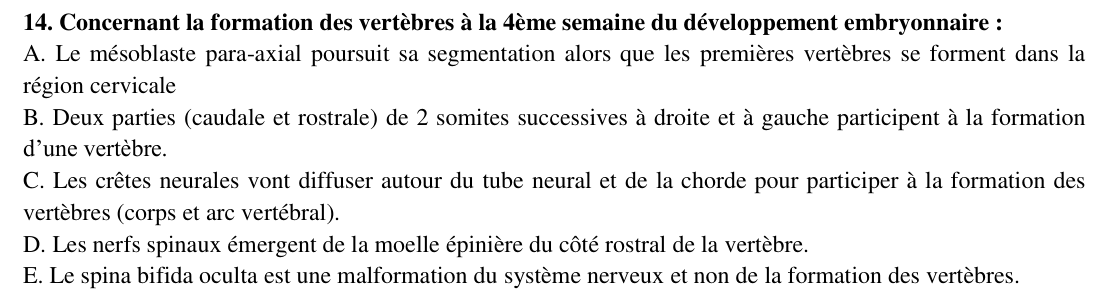 14. Concernant la formation des vertèbres à la 4ème semaine du développement embryonnaire :
A. Le mésoblaste para-axial poursuit sa segmentation alors que les premières vertèbres se forment dans la
région cervicale
B. Deux parties (caudale et rostrale) de 2 somites successives à droite et à gauche participent à la formation
d’une vertèbre.
C. Les crêtes neurales vont diffuser autour du tube neural et de la chorde pour participer à la formation des
vertèbres (corps et arc vertébral).
D. Les nerfs spinaux émergent de la moelle épinière du côté rostral de la vertèbre.
E. Le spina bifida oculta est une malformation du système nerveux et non de la formation des vertèbres.